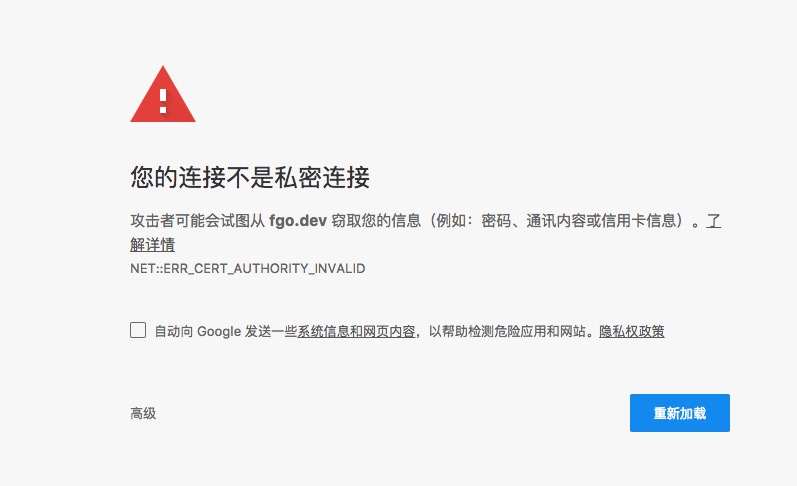 您的连接不是私密连接
攻击者可能会试图从 fgo.dev 窃取您的信息（例如：密码、通讯内容或信用卡信息）。了
解详情
NET::ERR_CERT_AUTHORITY_INVALID
自动向 Google 发送一些系统信息和网页内容，以帮助检测危险应用和网站。隐私权政策
高级
重新加载